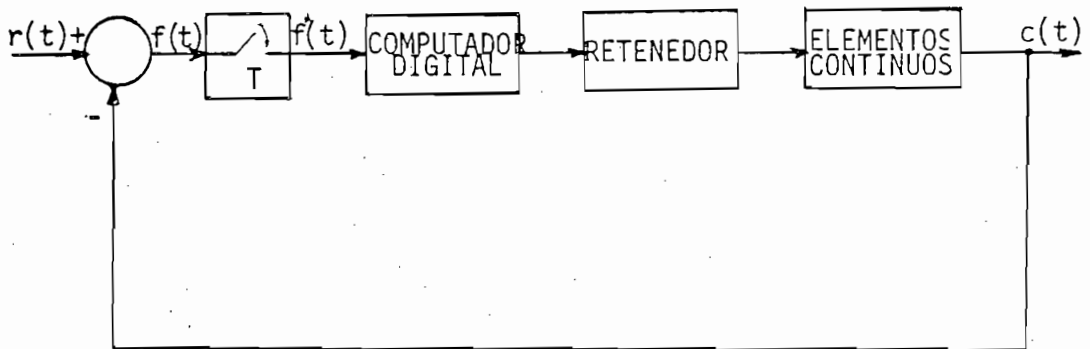 r(t)+
f(t)
T
f*(t)
COMPUTADOR
DIGITAL
RETENEDOR
ELEMENTOS
CONTINUOS
c(t)
-